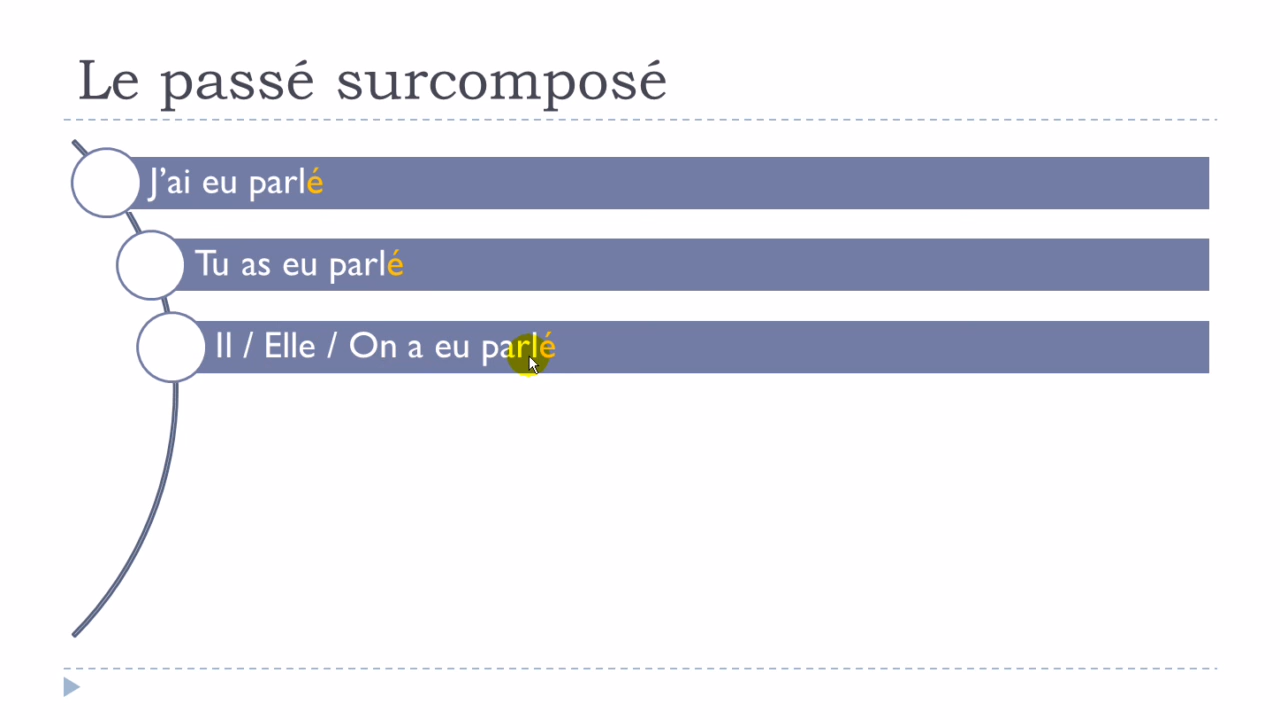 Le passé surcomposé
J’ai eu parlé
Tu as eu parlé
Il / Elle / On a eu parlé